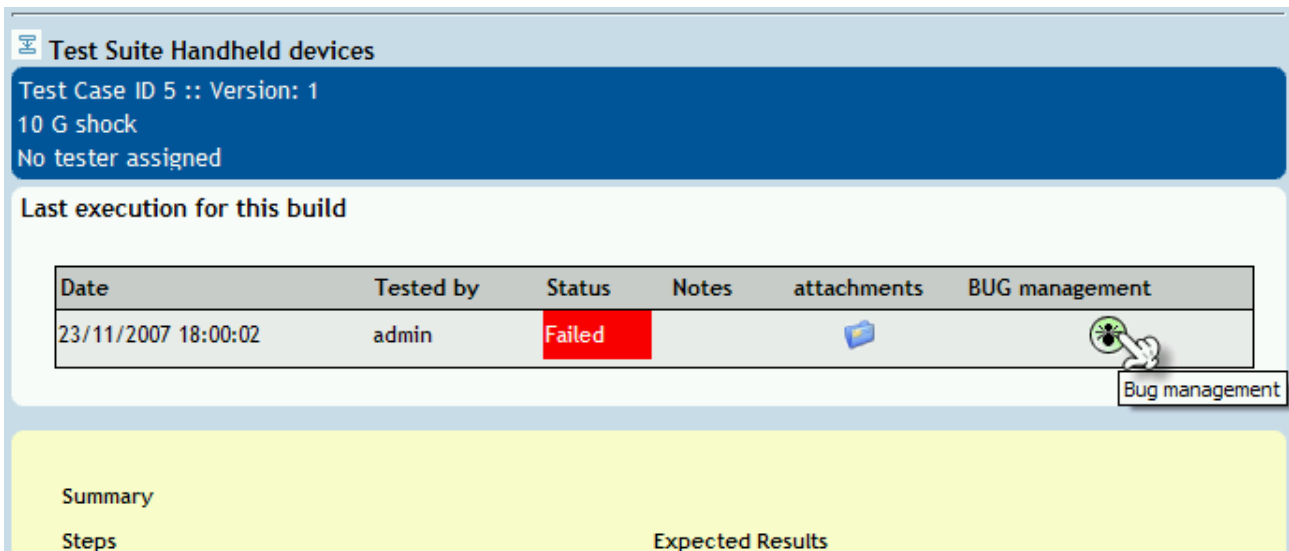 Test Suite Handheld devices
Test Case ID 5 :: Version: 1
10 G shock
No tester assigned
Last execution for this build
Date Tested by Status Notes attachments BUG management
23/11/2007 18:00:02 admin Failed
Bug management
Summary
Steps Expected Results